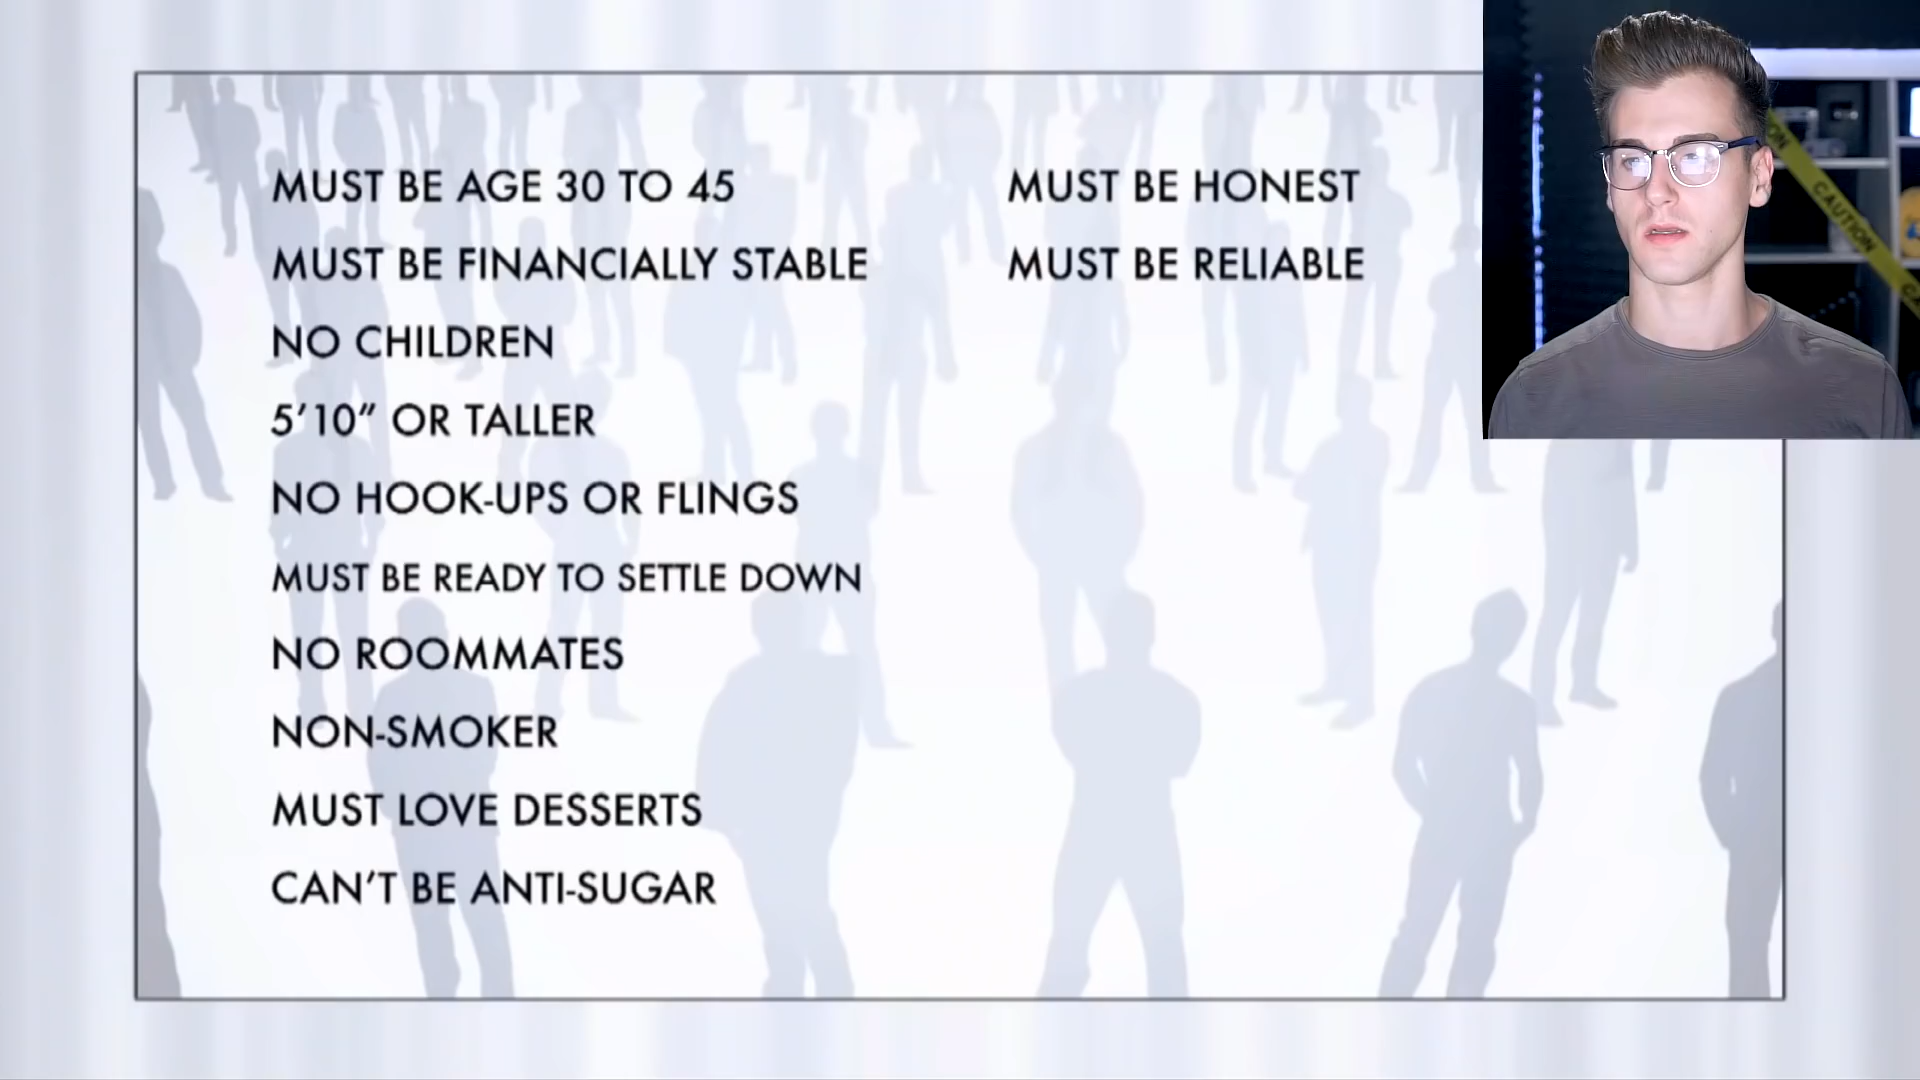 MUST BE AGE 30 TO 45
MUST BE FINANCIALLY STABLE
NO CHILDREN
5’10” OR TALLER
NO HOOK-UPS OR FLINGS
MUST BE READY TO SETTLE DOWN
NO ROOMMATES
NON-SMOKER
MUST LOVE DESSERTS
CAN’T BE ANTI-SUGAR
MUST BE HONEST
MUST BE RELIABLE
CAUTION